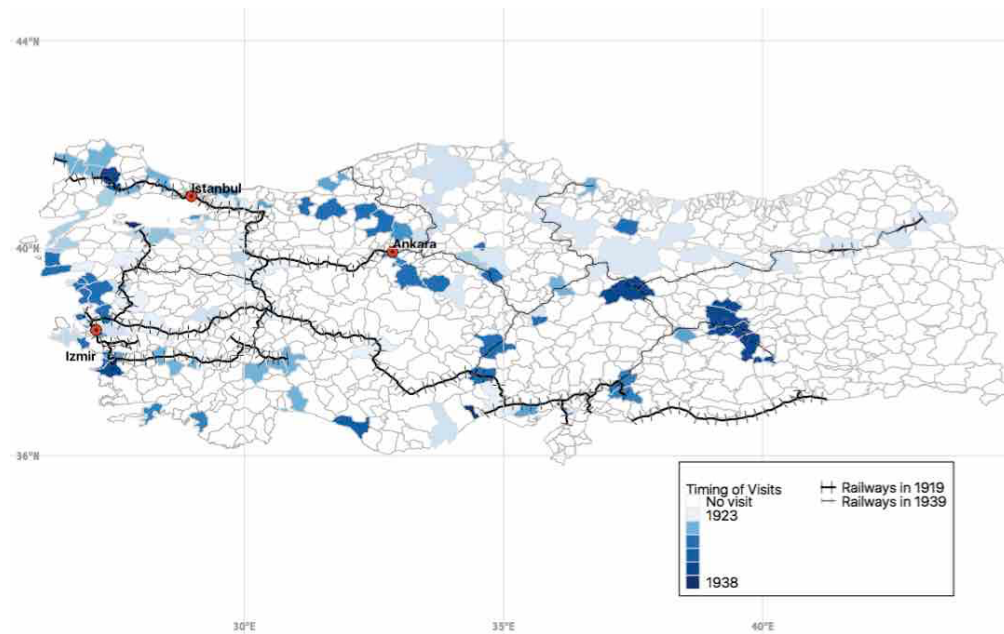 44°N
Istanbul
40°N
Ankara
Izmir
36°N
Timing of Visits
No visit
1923
1938
Railways in 1919
Railways in 1939
30°E
35°E
40°E